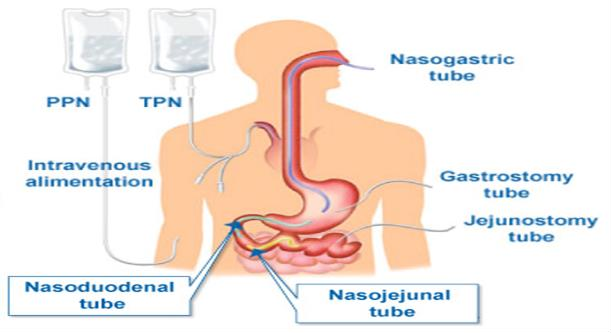 PPN
TPN
Nasogastric
tube
Intravenous
alimentation
Gastrostomy
tube
Jejunostomy
tube
Nasoduodenal
tube
Nasojejunal
tube